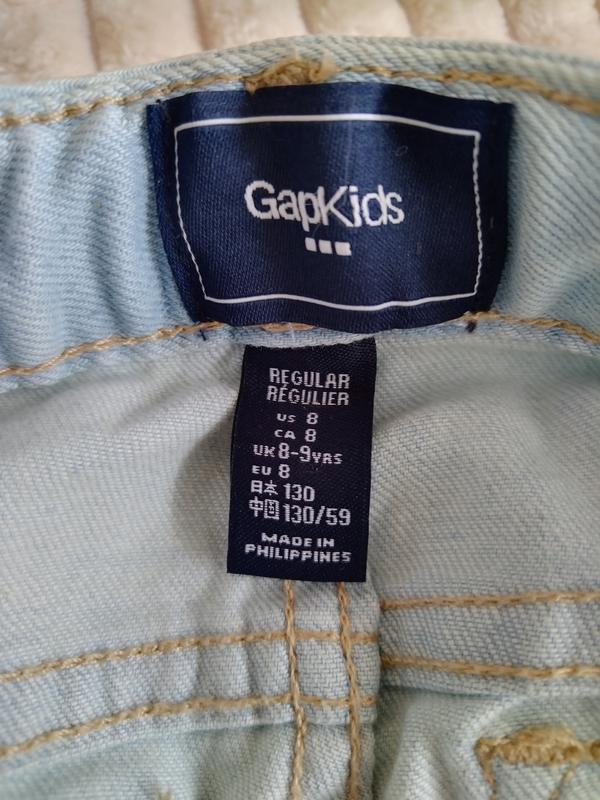 GapKids
REGULAR
RÉGULIER
US 8
CA 8
UK 8-9YRS
EU 8
日本 130
中国 130/59
MADE IN
PHILIPPINES